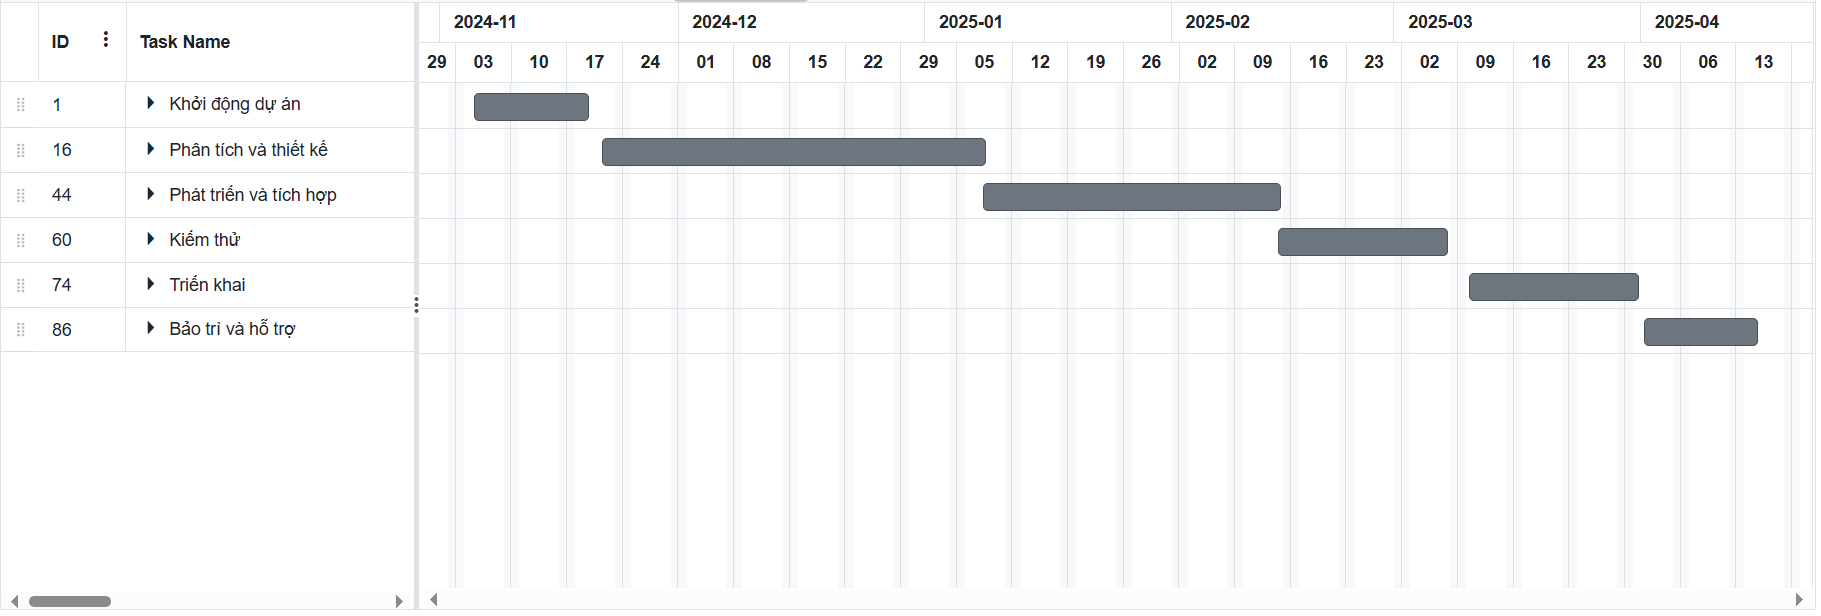 ID Task Name 2024-11 2024-12 2025-01 2025-02 2025-03 2025-04
29 03 10 17 24 01 08 15 22 29 05 12 19 26 02 09 16 23 02 09 16 23 30 06 13
1 Khởi động dự án
16 Phân tích và thiết kế
44 Phát triển và tích hợp
60 Kiểm thử
74 Triển khai
86 Bảo trì và hỗ trợ